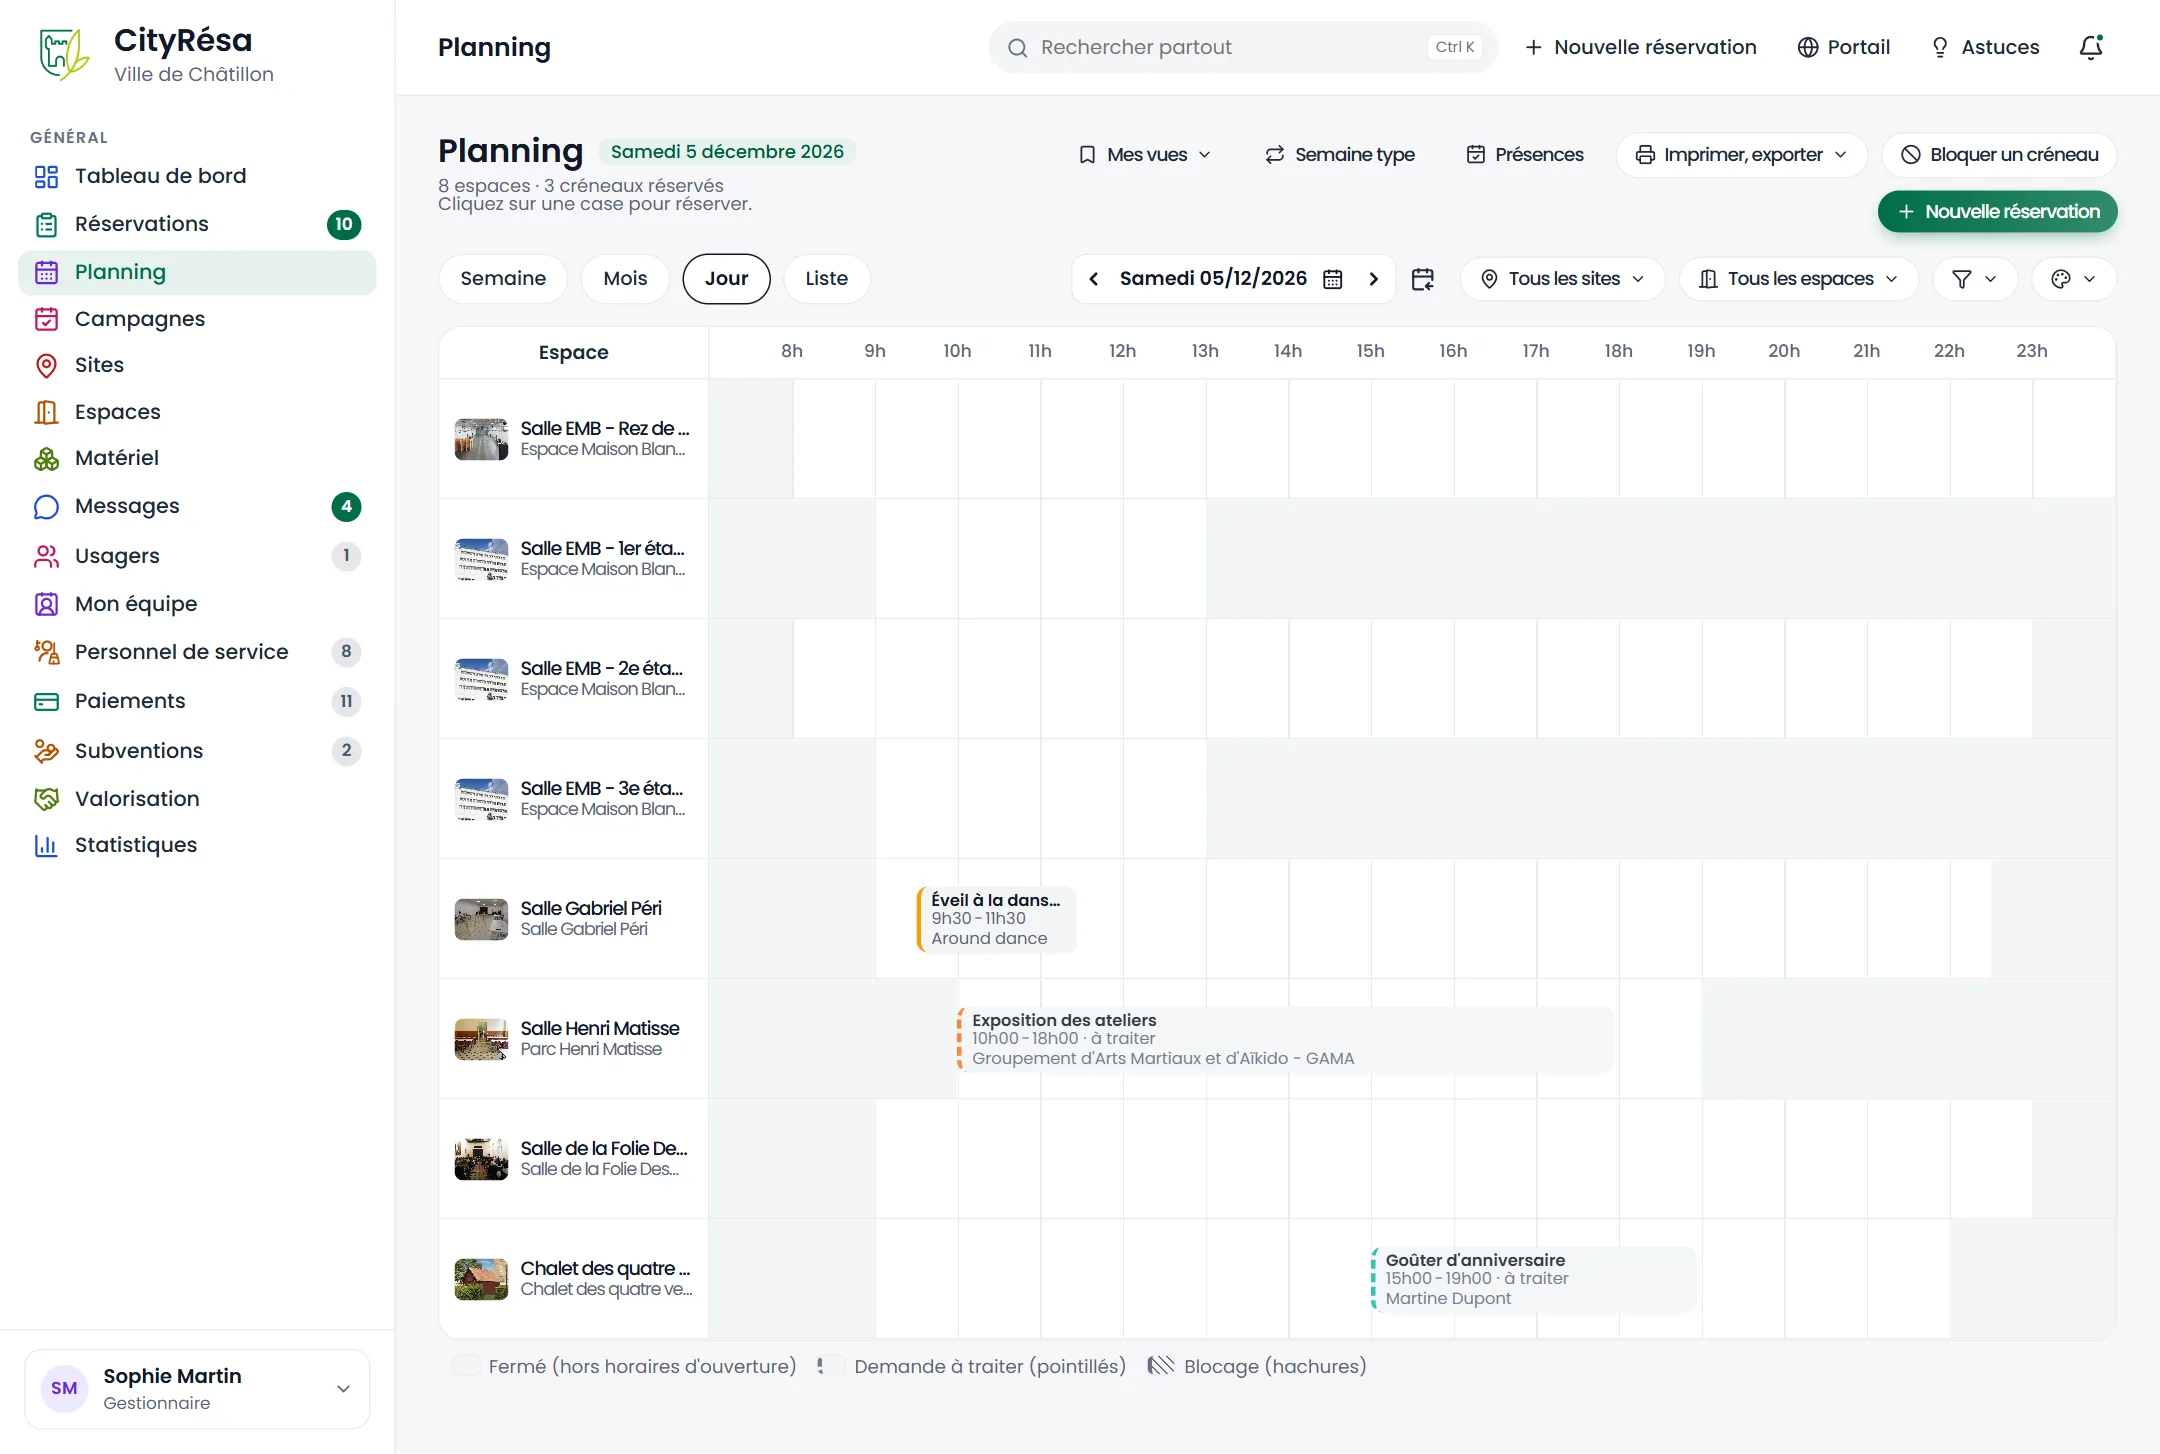 CityRésa
Ville de Châtillon
GÉNÉRAL
Tableau de bord
Réservations 10
Planning
Campagnes
Sites
Espaces
Matériel
Messages 4
Usagers 1
Mon équipe
Personnel de service 8
Paiements 11
Subventions 2
Valorisation
Statistiques
SM
Sophie Martin
Gestionnaire
Planning
Rechercher partout Ctrl K
Nouvelle réservation
Portail
Astuces
Planning Samedi 5 décembre 2026
8 espaces · 3 créneaux réservés
Cliquez sur une case pour réserver.
Mes vues
Semaine type
Présences
Imprimer, exporter
Bloquer un créneau
Nouvelle réservation
Semaine
Mois
Jour
Liste
Samedi 05/12/2026
Tous les sites
Tous les espaces
Espace 8h 9h 10h 11h 12h 13h 14h 15h 16h 17h 18h 19h 20h 21h 22h 23h
Salle EMB - Rez de ...
Espace Maison Blan...
Salle EMB - 1er éta...
Espace Maison Blan...
Salle EMB - 2e éta...
Espace Maison Blan...
Salle EMB - 3e éta...
Espace Maison Blan...
Salle Gabriel Péri
Salle Gabriel Péri
Éveil à la dans...
9h30 - 11h30
Around dance
Salle Henri Matisse
Parc Henri Matisse
Exposition des ateliers
10h00 - 18h00 · à traiter
Groupement d'Arts Martiaux et d'Aïkido - GAMA
Salle de la Folie De...
Salle de la Folie Des...
Chalet des quatre ...
Chalet des quatre ve...
Goûter d'anniversaire
15h00 - 19h00 · à traiter
Martine Dupont
Fermé (hors horaires d'ouverture)
Demande à traiter (pointillés)
Blocage (hachures)